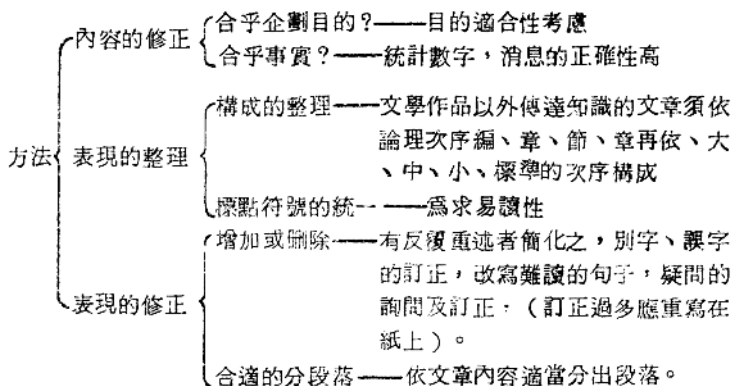 合乎企劃目的?——目的適合性考慮
內容的修正
合乎事實?——統計數字,消息的正確性高
構成的整理——文學作品以外傳達知識的文章須依
論理次序編、章、節、章再依、大
方法 表現的整理
、中、小、標準的次序構成
標點符號的統一——爲求易讀性
增加或刪除——有反覆重述者簡化之,別字、誤字
的訂正,改寫難讀的句子,疑問的
表現的修正
詢問及訂正,(訂正過多應重寫在
紙上)。
合適的分段落——依文章內容適當分出段落。